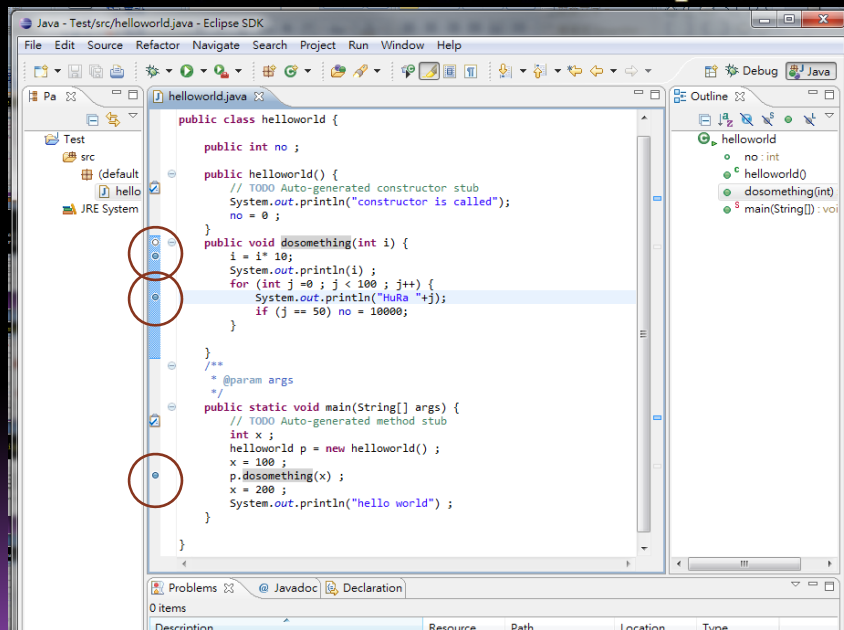 Java - Test/src/helloworld.java - Eclipse SDK
File Edit Source Refactor Navigate Search Project Run Window Help
Debug Java
Pa
Test
src
(default
hello
JRE System
helloworld.java
public class helloworld {
public int no ;
public helloworld() {
// TODO Auto-generated constructor stub
System.out.println("constructor is called");
no = 0 ;
}
public void dosomething(int i) {
i = i* 10;
System.out.println(i) ;
for (int j =0 ; j < 100 ; j++) {
System.out.println("HuRa "+j);
if (j == 50) no = 10000;
}
}
/**
* @param args
*/
public static void main(String[] args) {
// TODO Auto-generated method stub
int x ;
helloworld p = new helloworld() ;
x = 100 ;
p.dosomething(x) ;
x = 200 ;
System.out.println("hello world") ;
}
}
Outline
helloworld
no : int
helloworld()
dosomething(int)
main(String[]) : voi
Problems Javadoc Declaration
0 items
Description Resource Path Location Type